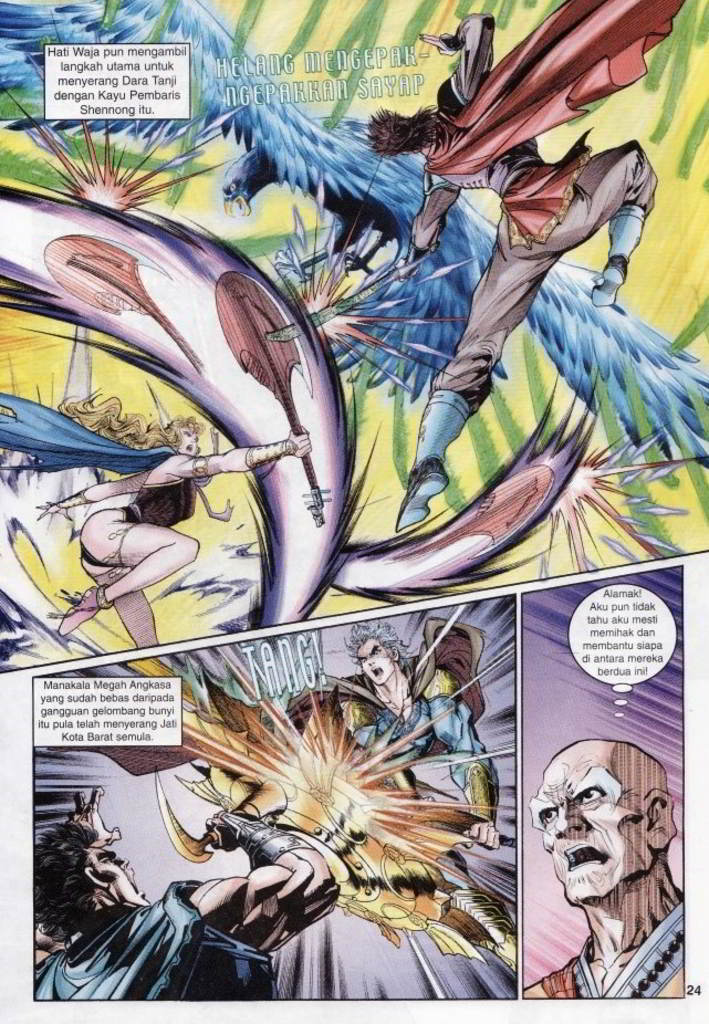 Hati Waja pun mengambil
langkah utama untuk
menyerang Dara Tanji
dengan Kayu Pembaris
Shennong itu.
HELANG MENGEPAK-
NGEPAKKAN SAYAP
Manakala Megah Angkasa
yang sudah bebas daripada
gangguan gelombang bunyi
itu pula telah menyerang Jati
Kota Barat semula.
TANG!
Alamak!
Aku pun tidak
tahu aku mesti
memihak dan
membantu siapa
di antara mereka
berdua ini!
24